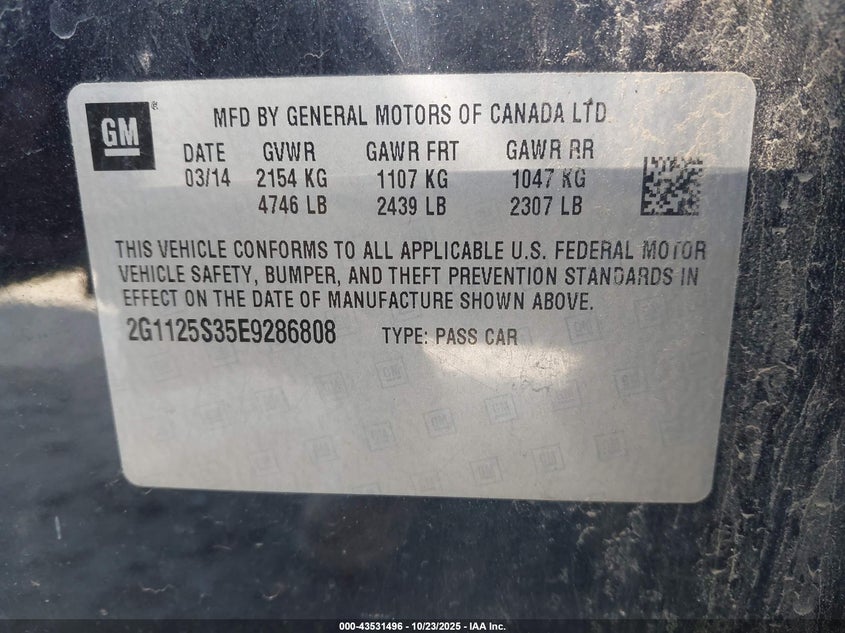 GM®
MFD BY GENERAL MOTORS OF CANADA LTD
DATE GVWR GAWR FRT GAWR RR
03/14 2154 KG 1107 KG 1047 KG
4746 LB 2439 LB 2307 LB
THIS VEHICLE CONFORMS TO ALL APPLICABLE U.S. FEDERAL MOTOR
VEHICLE SAFETY, BUMPER, AND THEFT PREVENTION STANDARDS IN
EFFECT ON THE DATE OF MANUFACTURE SHOWN ABOVE.
2G1125S35E9286808 TYPE: PASS CAR
000-43531496 - 10/23/2025 - IAA Inc.